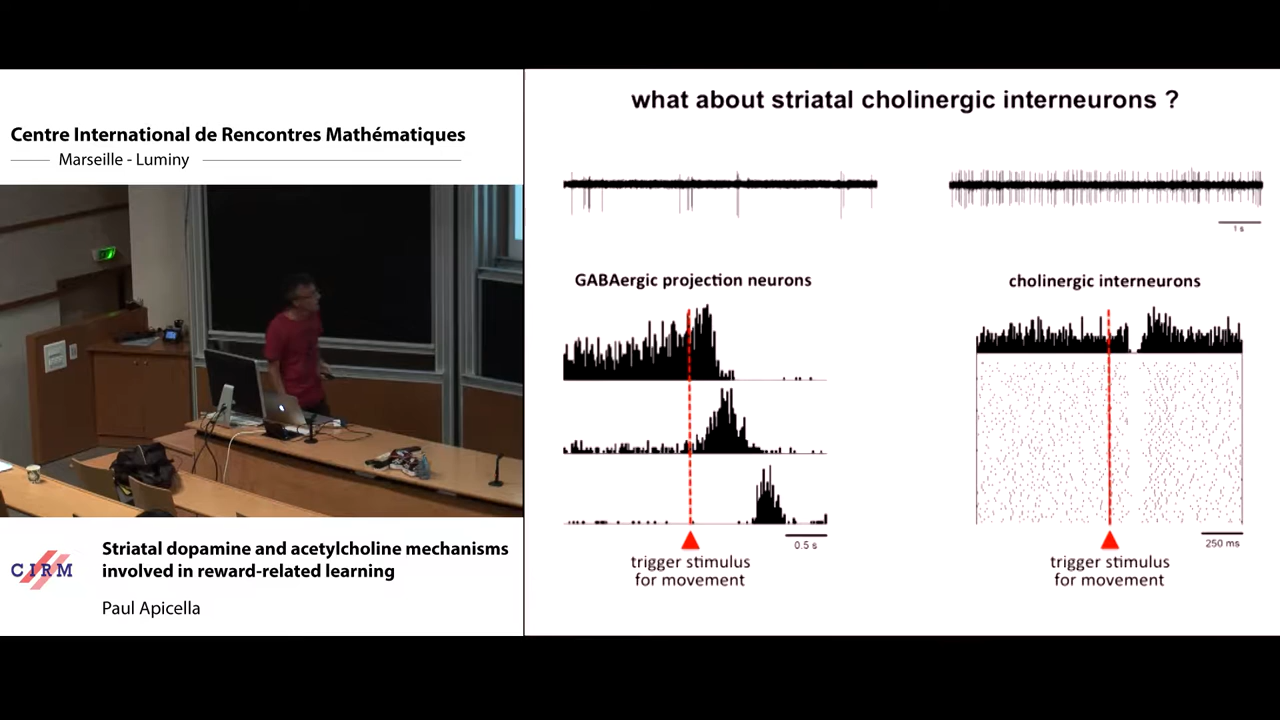 Centre International de Rencontres Mathématiques
Marseille - Luminy
CIRM
Striatal dopamine and acetylcholine mechanisms
involved in reward-related learning
Paul Apicella
what about striatal cholinergic interneurons ?
1 s
GABAergic projection neurons
cholinergic interneurons
0.5 s
250 ms
trigger stimulus
for movement
trigger stimulus
for movement